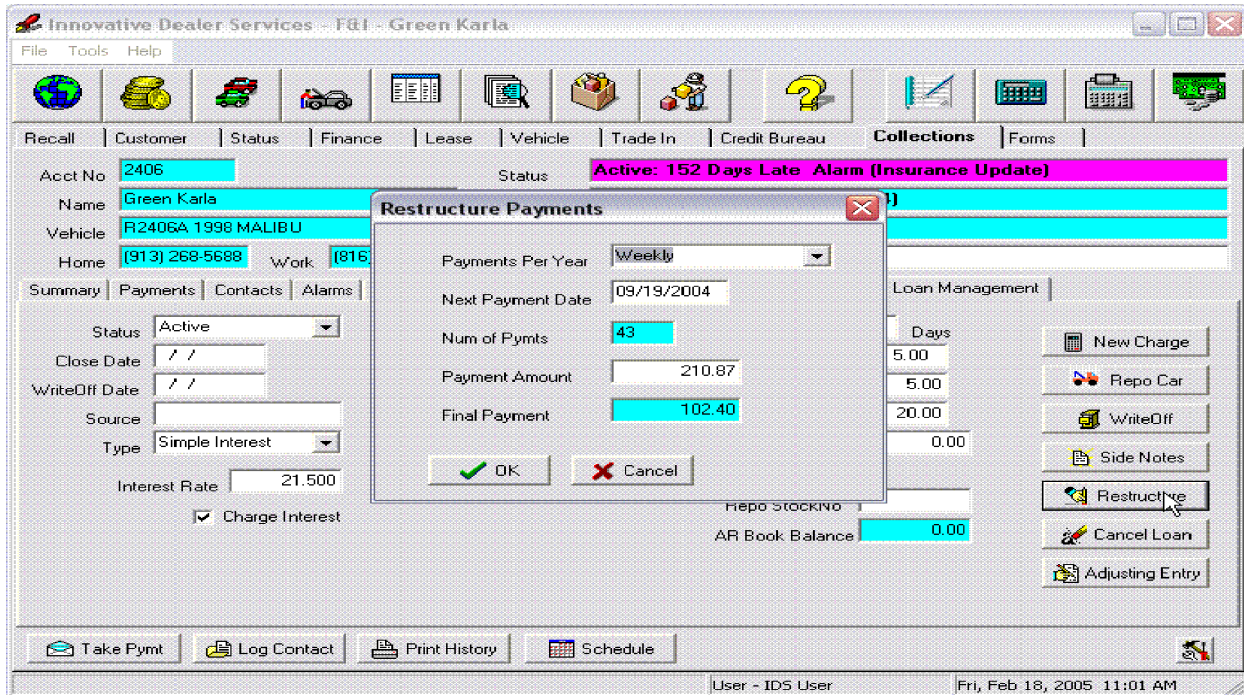 Innovative Dealer Services - F&I - Green Karla
File Tools Help
Recall Customer Status Finance Lease Vehicle Trade In Credit Bureau Collections Forms
Acct No 2406 Status Active: 152 Days Late Alarm (Insurance Update)
Name Green Karla
Vehicle R2406A 1998 MALIBU
Home (913) 268-5688 Work (816)
Summary Payments Contacts Alarms Loan Management
Restructure Payments
Payments Per Year Weekly
Next Payment Date 09/19/2004
Num of Pymts 43
Payment Amount 210.87
Final Payment 102.40
OK Cancel
Status Active
Close Date / /
WriteOff Date / /
Source
Type Simple Interest
Interest Rate 21.500
Charge Interest
Days
5.00
5.00
20.00
0.00
Repo StockNo
AR Book Balance 0.00
New Charge
Repo Car
WriteOff
Side Notes
Restructure
Cancel Loan
Adjusting Entry
Take Pymt Log Contact Print History Schedule
User - IDS User Fri, Feb 18, 2005 11:01 AM